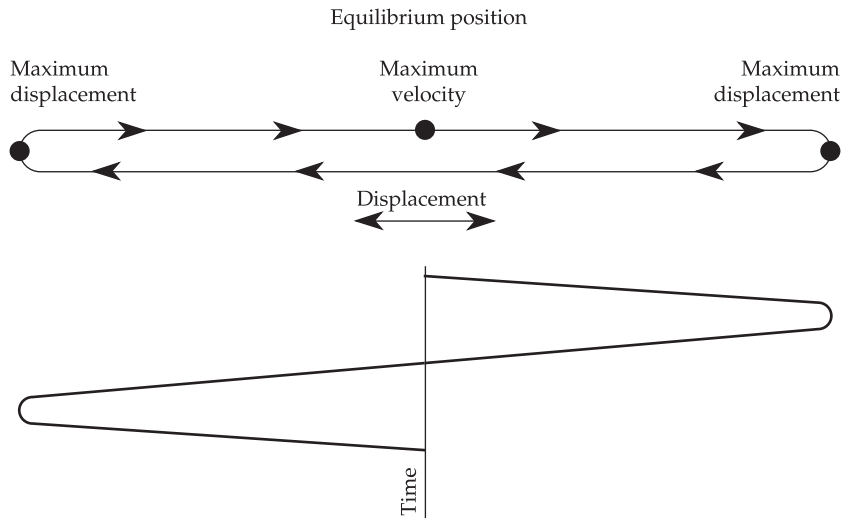 Equilibrium position
Maximum
displacement
Maximum
velocity
Maximum
displacement
Displacement
Time